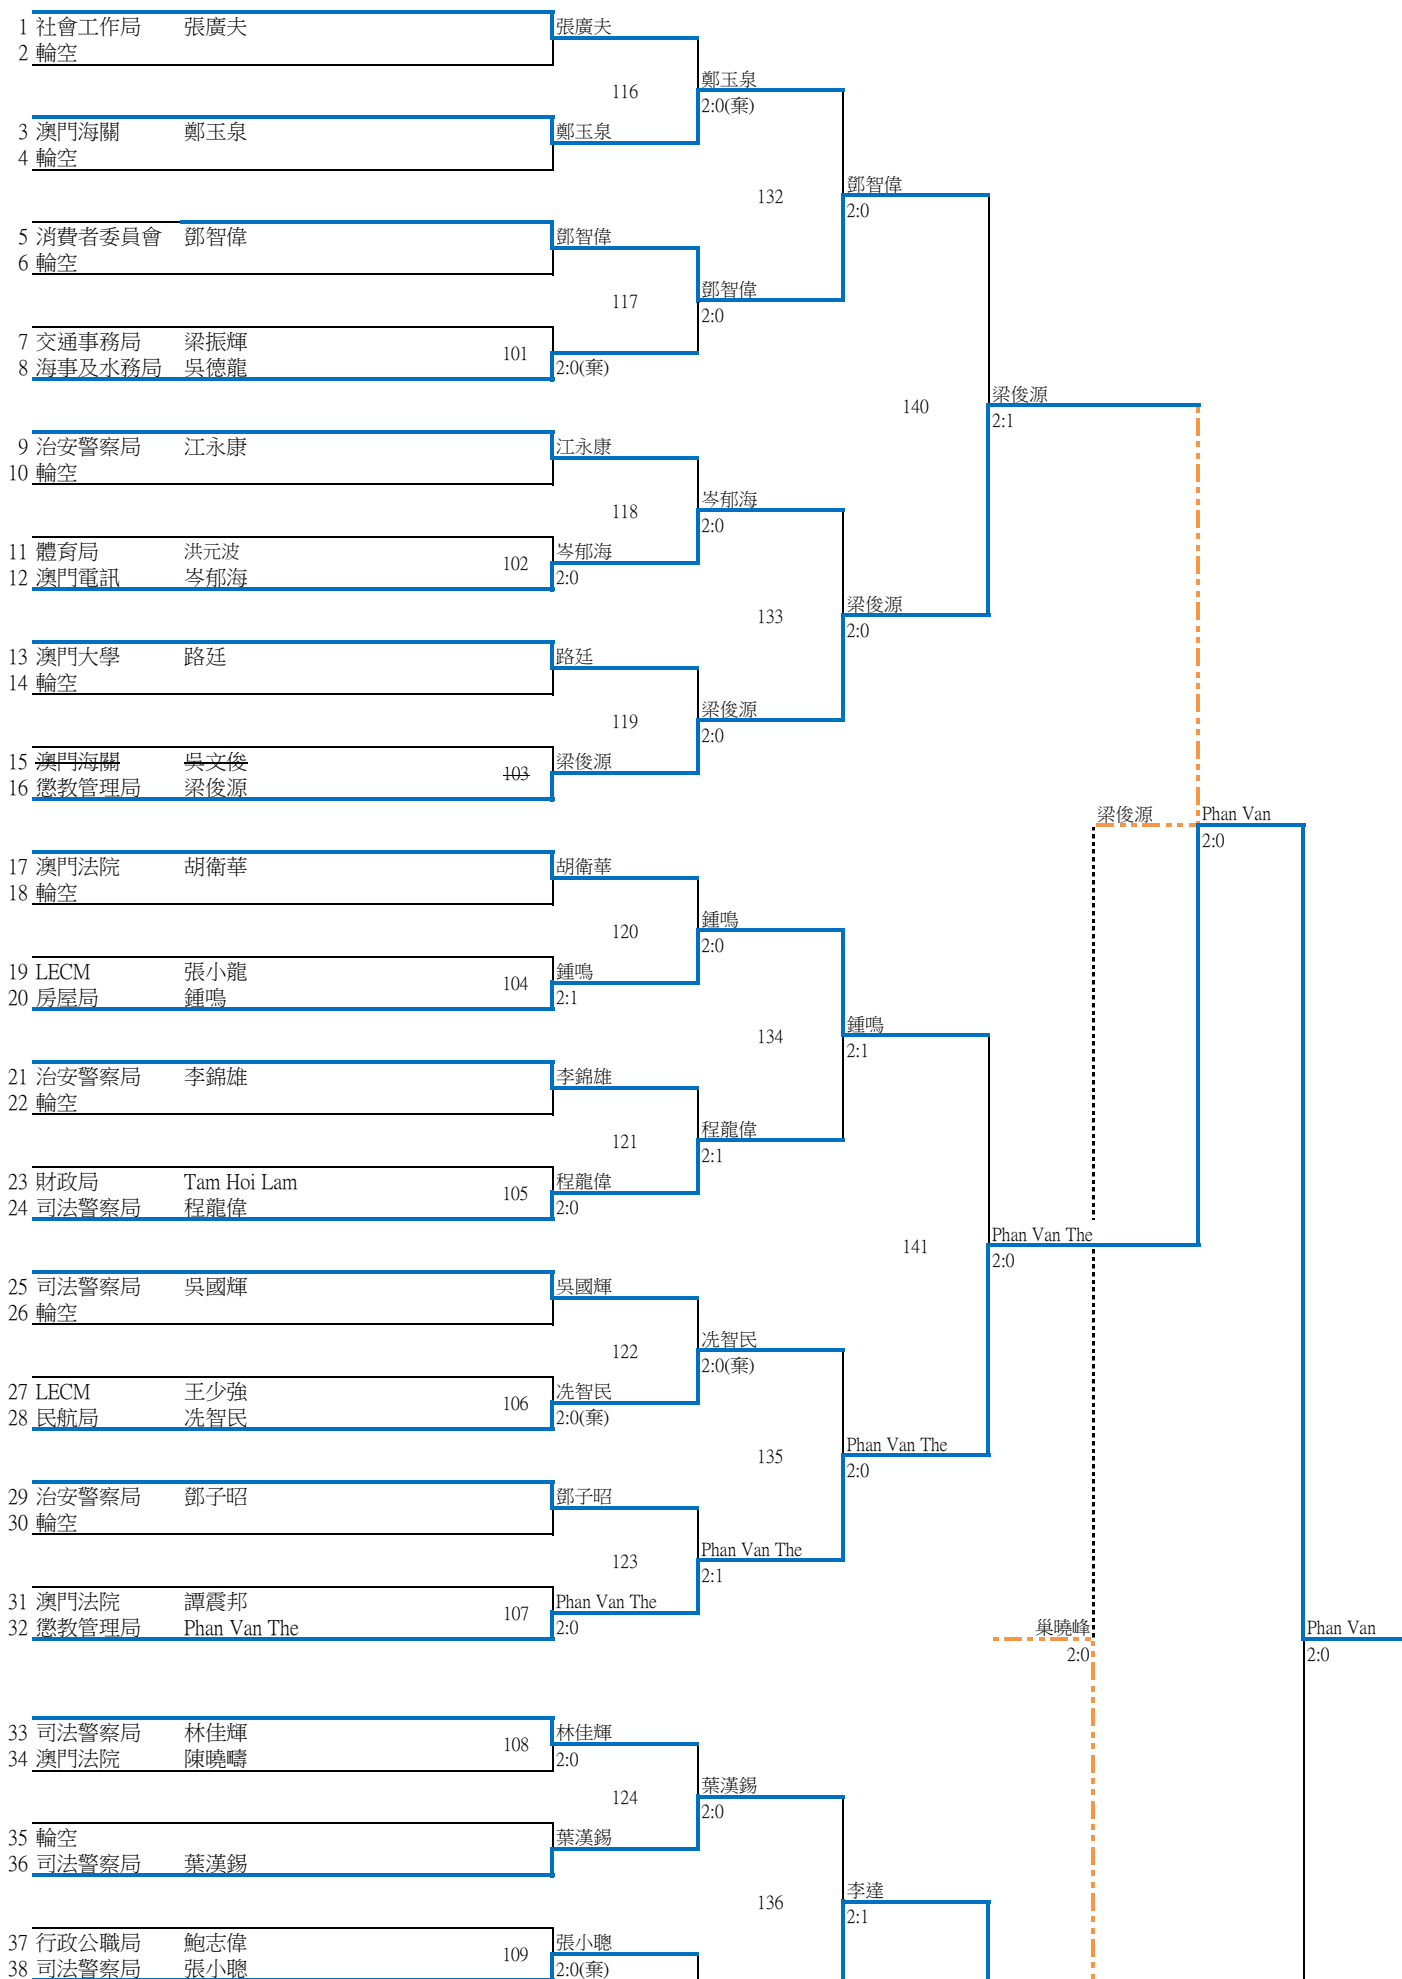 1 社會工作局 張廣夫 張廣夫
2 輪空
鄭玉泉
116
2:0(棄)
3 澳門海關 鄭玉泉 鄭玉泉
4 輪空
鄧智偉
132
2:0
5 消費者委員會 鄧智偉 鄧智偉
6 輪空
鄧智偉
117
2:0
7 交通事務局 梁振輝
101
8 海事及水務局 吳德龍 2:0(棄)
梁俊源
140
2:1
9 治安警察局 江永康 江永康
10 輪空
岑郁海
118
2:0
11 體育局 洪元波 岑郁海
102
12 澳門電訊 岑郁海 2:0
梁俊源
133
2:0
13 澳門大學 路廷 路廷
14 輪空
梁俊源
119
2:0
15 澳門海關 吳文俊 梁俊源
103
16 懲教管理局 梁俊源
梁俊源 Phan Van
2:0
17 澳門法院 胡衛華 胡衛華
18 輪空
鍾鳴
120
2:0
19 LECM 張小龍 鍾鳴
104
20 房屋局 鍾鳴 2:1
鍾鳴
134
2:1
21 治安警察局 李錦雄 李錦雄
22 輪空
程龍偉
121
2:1
23 財政局 Tam Hoi Lam 程龍偉
105
24 司法警察局 程龍偉 2:0
Phan Van The
141
2:0
25 司法警察局 吳國輝 吳國輝
26 輪空
冼智民
122
2:0(棄)
27 LECM 王少強 冼智民
106
28 民航局 冼智民 2:0(棄)
Phan Van The
135
2:0
29 治安警察局 鄧子昭 鄧子昭
30 輪空
Phan Van The
123
2:1
31 澳門法院 譚震邦 Phan Van The
107
32 懲教管理局 Phan Van The 2:0
巢曉峰 Phan Van
2:0 2:0
33 司法警察局 林佳輝 林佳輝
108
34 澳門法院 陳曉疇 2:0
葉漢錫
124
2:0
35 輪空 葉漢錫
36 司法警察局 葉漢錫
李達
136
2:1
37 行政公職局 鮑志偉 張小聰
109
38 司法警察局 張小聰 2:0(棄)